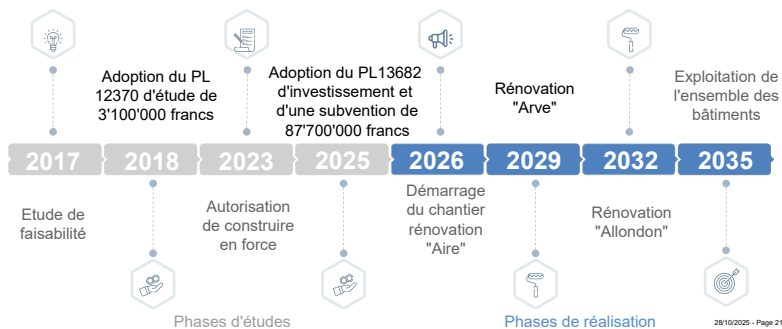 Adoption du PL
12370 d'étude de
3'100'000 francs
Adoption du PL13682
d'investissement et
d'une subvention de
87'700'000 francs
Rénovation
"Arve"
Exploitation de
l'ensemble des
bâtiments
2017
2018
2023
2025
2026
2029
2032
2035
Etude de
faisabilité
Autorisation
de construire
en force
Démarrage
du chantier
rénovation
"Aire"
Rénovation
"Allondon"
Phases d'études
Phases de réalisation
28/10/2025 - Page 21